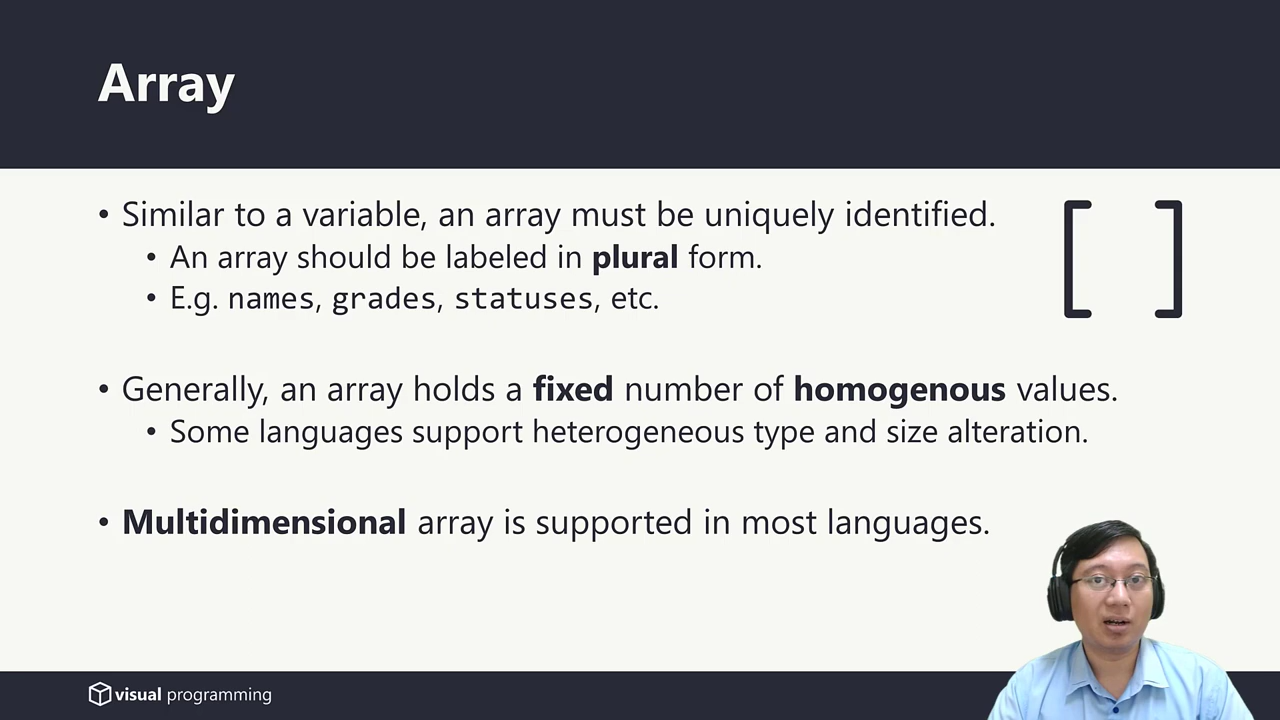 Array
• Similar to a variable, an array must be uniquely identified.
• An array should be labeled in plural form.
• E.g. names, grades, statuses, etc.
[ ]
• Generally, an array holds a fixed number of homogenous values.
• Some languages support heterogeneous type and size alteration.
• Multidimensional array is supported in most languages.
visual programming